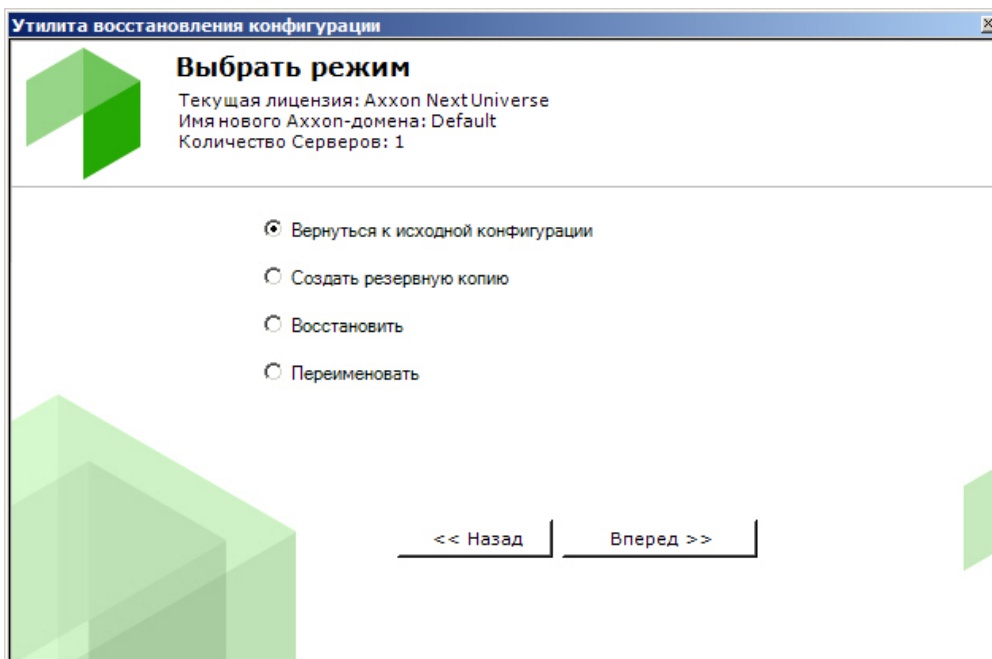 Утилита восстановления конфигурации
Выбрать режим
Текущая лицензия: Axxon Next Universe
Имя нового Axxon-домена: Default
Количество Серверов: 1
Вернуться к исходной конфигурации
Создать резервную копию
Восстановить
Переименовать
<< Назад
Вперед >>